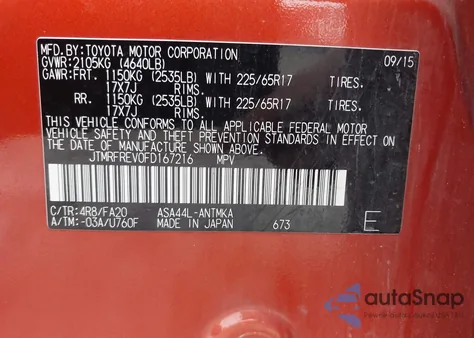 MFD.BY:TOYOTA MOTOR CORPORATION 09/15
GVWR:2105KG (4640LB)
GAWR:FRT. 1150KG (2535LB) WITH 225/65R17 TIRES.
17X7J RIMS.
RR. 1150KG (2535LB) WITH 225/65R17 TIRES.
17X7J RIMS.
THIS VEHICLE CONFORMS TO ALL APPLICABLE FEDERAL MOTOR
VEHICLE SAFETY AND THEFT PREVENTION STANDARDS IN EFFECT ON
THE DATE OF MANUFACTURE SHOWN ABOVE.
JTMRFREV0FD167216 MPV
C/TR:4R8/FA20 ASA44L-ANTMKA
A/TM:-03A/U760F MADE IN JAPAN 673 E
autoSnap